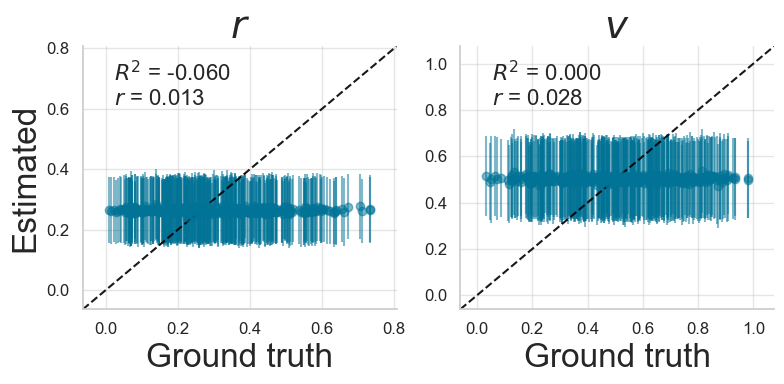 r
v
R² = -0.060
r = 0.013
R² = 0.000
r = 0.028
Estimated
0.8
0.6
0.4
0.2
0.0
1.0
0.8
0.6
0.4
0.2
0.0
0.0 0.2 0.4 0.6 0.8
0.0 0.2 0.4 0.6 0.8 1.0
Ground truth
Ground truth